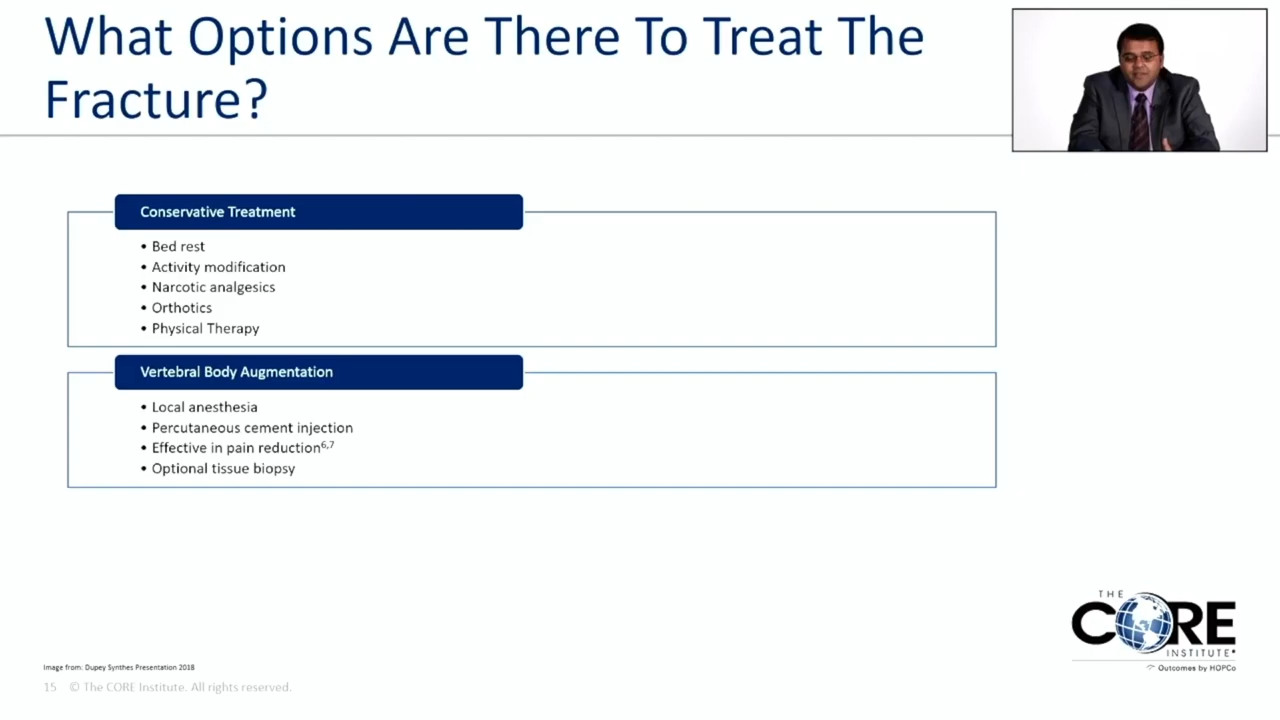 What Options Are There To Treat The
Fracture?
Conservative Treatment
• Bed rest
• Activity modification
• Narcotic analgesics
• Orthotics
• Physical Therapy
Vertebral Body Augmentation
• Local anesthesia
• Percutaneous cement injection
• Effective in pain reduction6,7
• Optional tissue biopsy
THE
CORE
INSTITUTE
Outcomes by HOPCo
Image from: Dupey Synthes Presentation 2018
15 © The CORE Institute. All rights reserved.